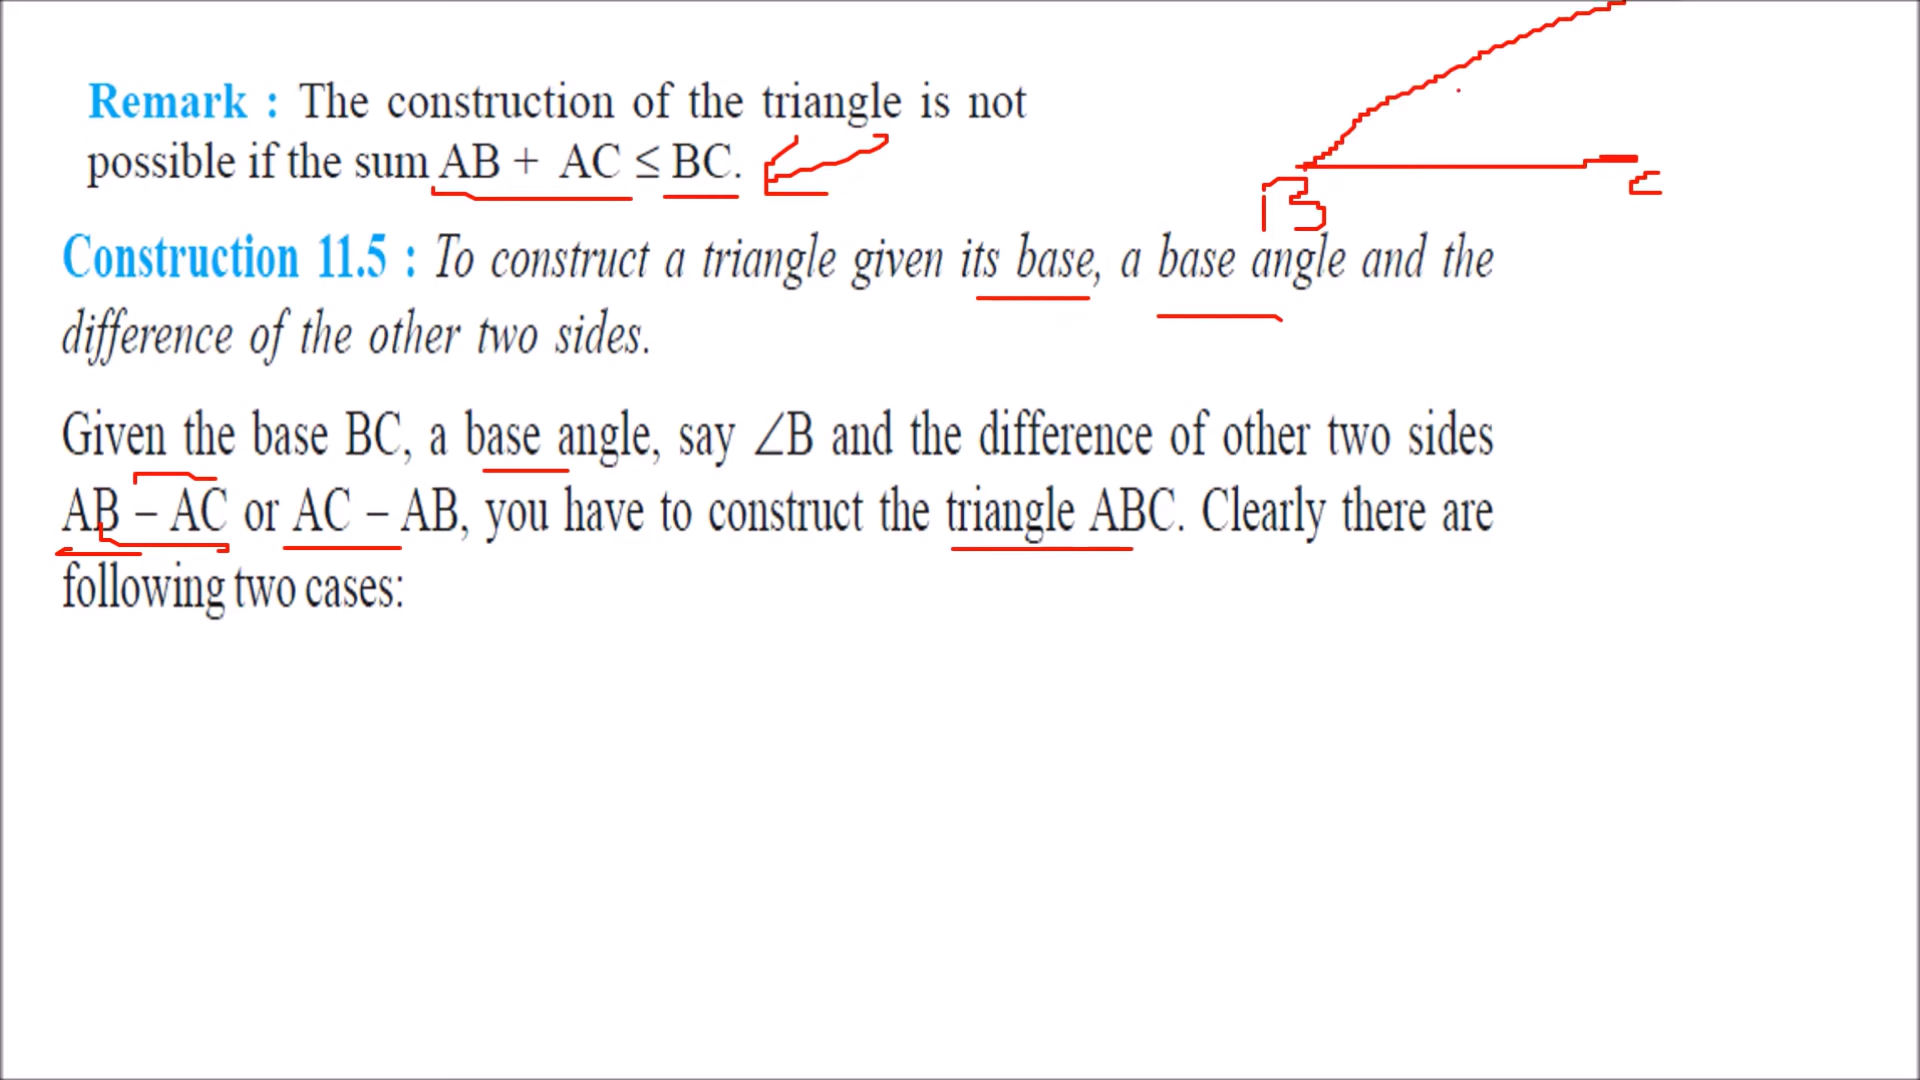 Remark : The construction of the triangle is not
possible if the sum AB + AC ≤ BC.
B
C
Construction 11.5 : To construct a triangle given its base, a base angle and the
difference of the other two sides.
Given the base BC, a base angle, say ∠B and the difference of other two sides
AB – AC or AC – AB, you have to construct the triangle ABC. Clearly there are
following two cases: